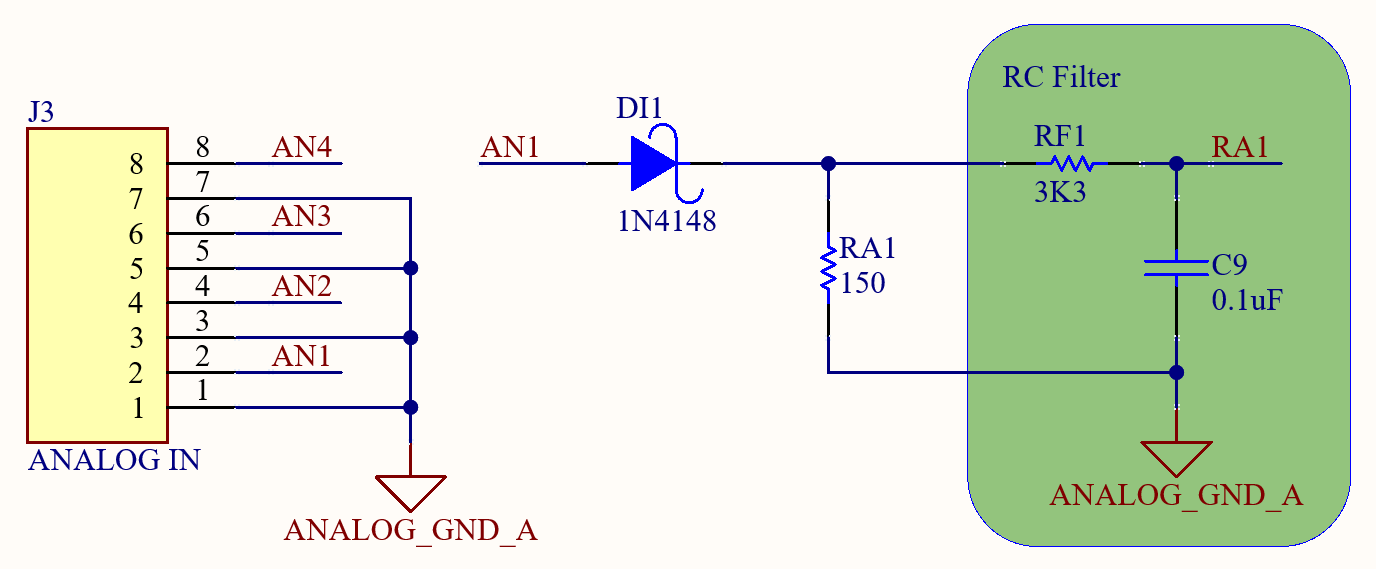 J3
8 8 AN4
7 7
6 6 AN3
5 5
4 4 AN2
3 3
2 2 AN1
1 1
ANALOG IN
ANALOG_GND_A
AN1
DI1
1N4148
RA1
150
RC Filter
RF1
3K3
RA1
C9
0.1uF
ANALOG_GND_A